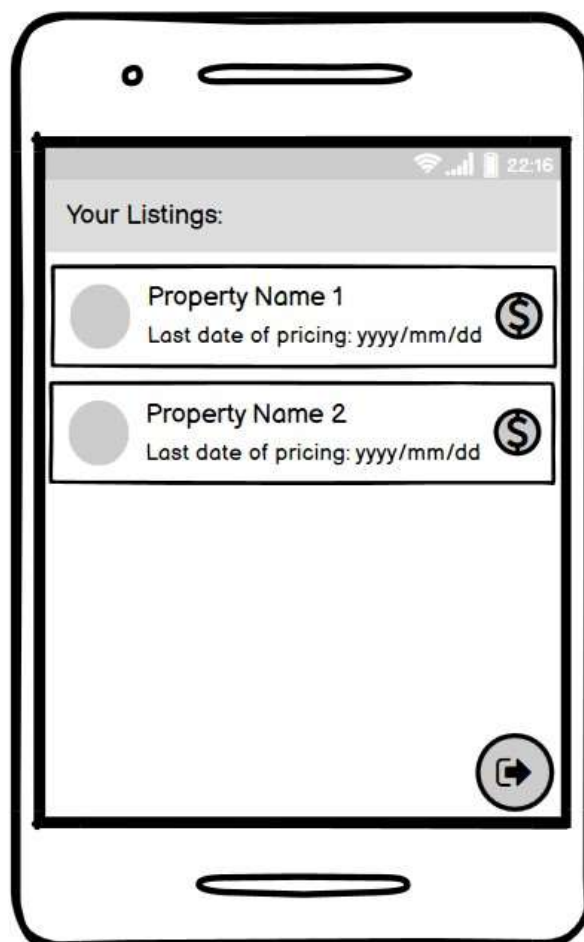 22:16
Your Listings:
Property Name 1
Last date of pricing: yyyy/mm/dd
$
Property Name 2
Last date of pricing: yyyy/mm/dd
$